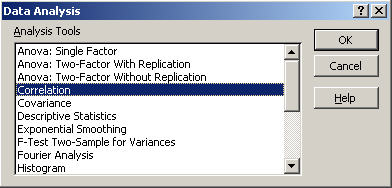 Data Analysis
Analysis Tools
Anova: Single Factor
Anova: Two-Factor With Replication
Anova: Two-Factor Without Replication
Correlation
Covariance
Descriptive Statistics
Exponential Smoothing
F-Test Two-Sample for Variances
Fourier Analysis
Histogram
OK
Cancel
Help